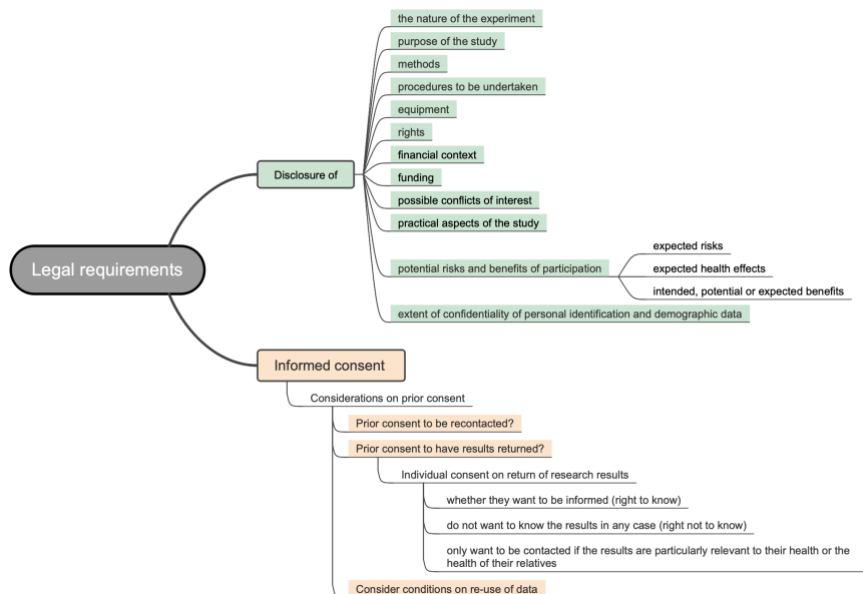 the nature of the experiment
purpose of the study
methods
procedures to be undertaken
equipment
rights
Disclosure of
financial context
funding
possible conflicts of interest
practical aspects of the study
expected risks
Legal requirements
potential risks and benefits of participation
expected health effects
intended, potential or expected benefits
extent of confidentiality of personal identification and demographic data
Informed consent
Considerations on prior consent
Prior consent to be recontacted?
Prior consent to have results returned?
Individual consent on return of research results
whether they want to be informed (right to know)
do not want to know the results in any case (right not to know)
only want to be contacted if the results are particularly relevant to their health or the
health of their relatives
Consider conditions on re-use of data